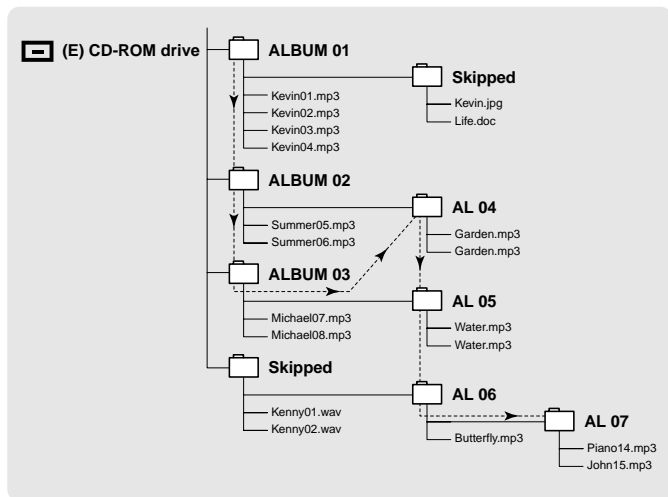 (E) CD-ROM drive
ALBUM 01
Kevin01.mp3
Kevin02.mp3
Kevin03.mp3
Kevin04.mp3
Skipped
Kevin.jpg
Life.doc
ALBUM 02
Summer05.mp3
Summer06.mp3
AL 04
Garden.mp3
Garden.mp3
ALBUM 03
Michael07.mp3
Michael08.mp3
AL 05
Water.mp3
Water.mp3
Skipped
Kenny01.wav
Kenny02.wav
AL 06
Butterfly.mp3
AL 07
Piano14.mp3
John15.mp3